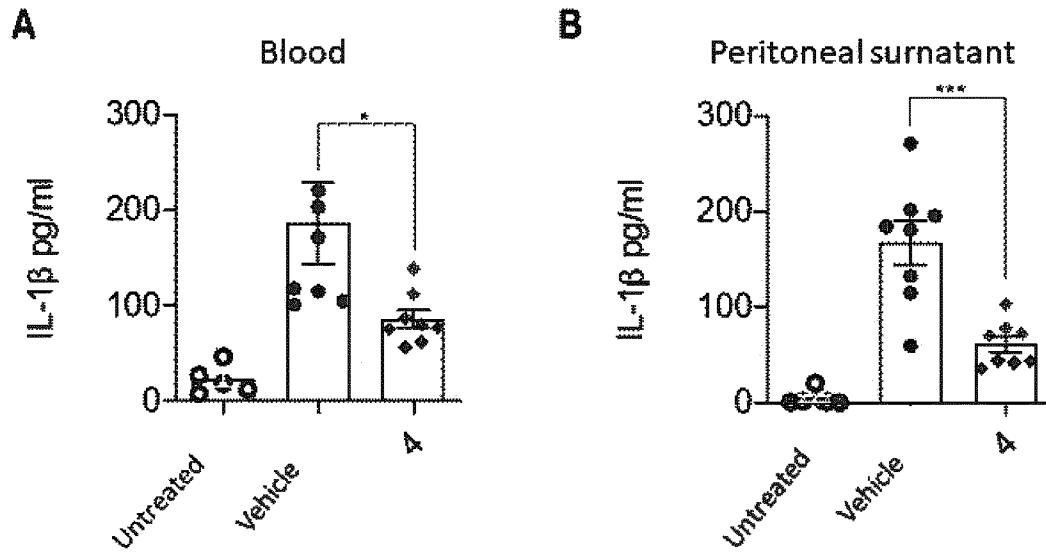 A
Blood
IL-1β pg/ml
300
200
100
0
*
Untreated
Vehicle
4
B
Peritoneal surnatant
IL-1β pg/ml
300
200
100
0
***
Untreated
Vehicle
4